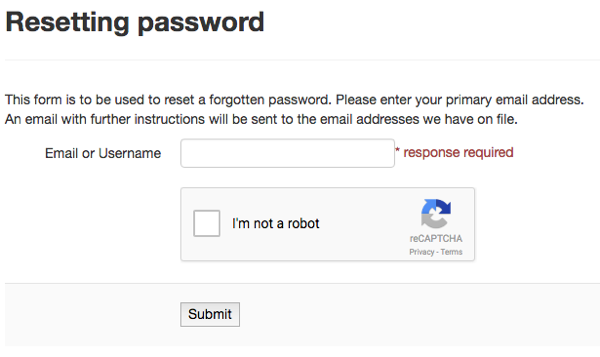 Resetting password
This form is to be used to reset a forgotten password. Please enter your primary email address.
An email with further instructions will be sent to the email addresses we have on file.
Email or Username
* response required
I'm not a robot
reCAPTCHA
Privacy - Terms
Submit